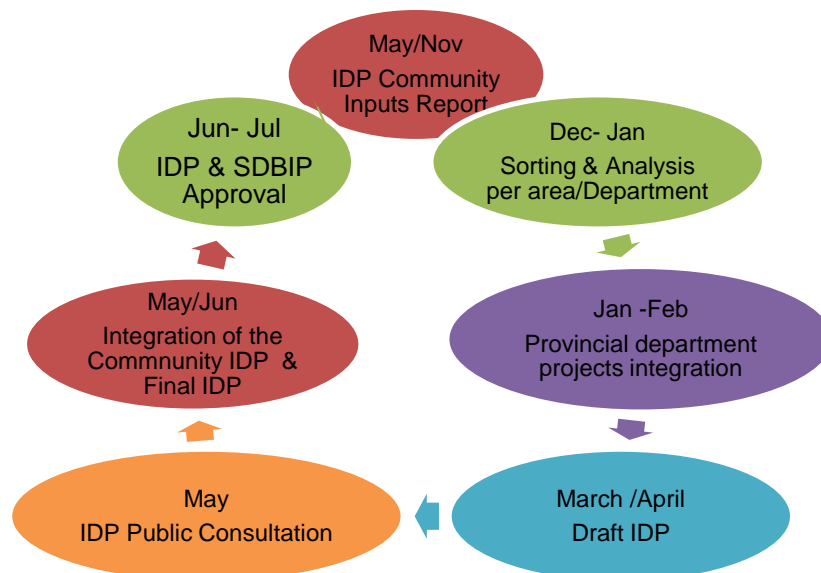 May/Nov
IDP Community
Inputs Report
Dec- Jan
Sorting & Analysis
per area/Department
Jan -Feb
Provincial department
projects integration
March /April
Draft IDP
May
IDP Public Consultation
May/Jun
Integration of the
Commnunity IDP &
Final IDP
Jun- Jul
IDP & SDBIP
Approval